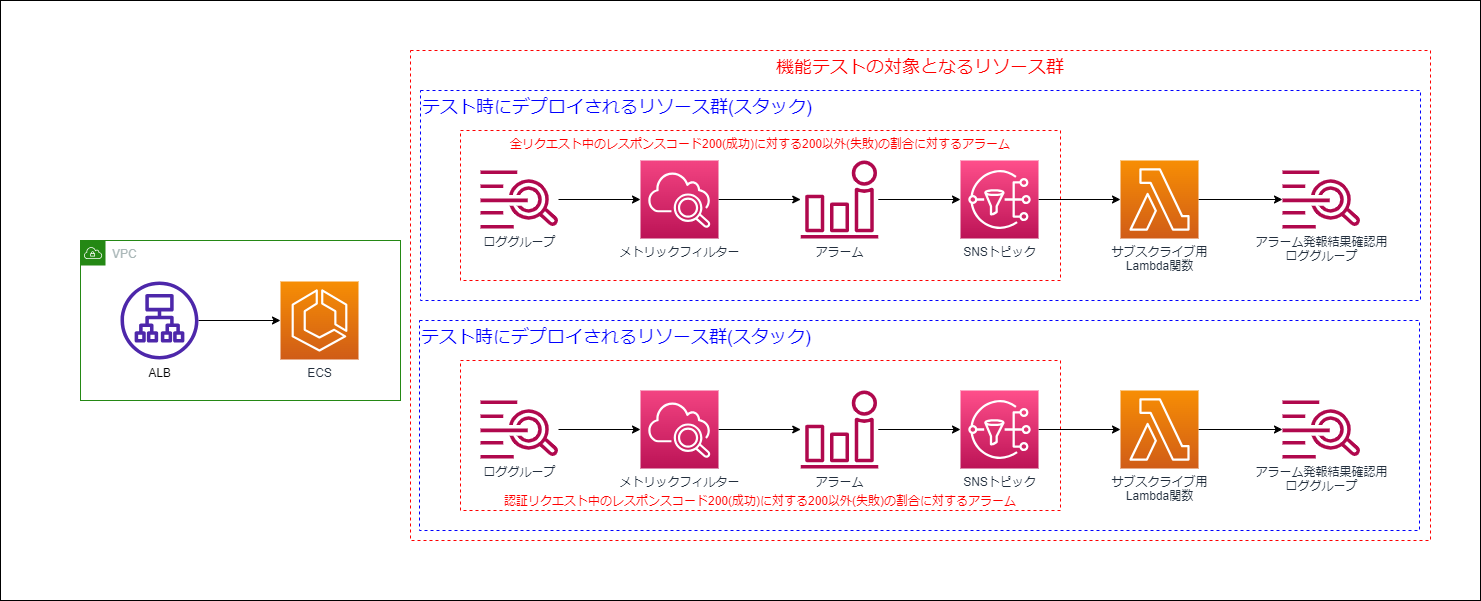 機能テストの対象となるリソース群
テスト時にデプロイされるリソース群(スタック)
全リクエスト中のレスポンスコード200(成功)に対する200以外(失敗)の割合に対するアラーム
ロググループ
メトリックフィルター
アラーム
SNSトピック
サブスクライブ用
Lambda関数
アラーム発報結果確認用
ロググループ
VPC
ALB
ECS
テスト時にデプロイされるリソース群(スタック)
ロググループ
メトリックフィルター
アラーム
SNSトピック
サブスクライブ用
Lambda関数
アラーム発報結果確認用
ロググループ
認証リクエスト中のレスポンスコード200(成功)に対する200以外(失敗)の割合に対するアラーム